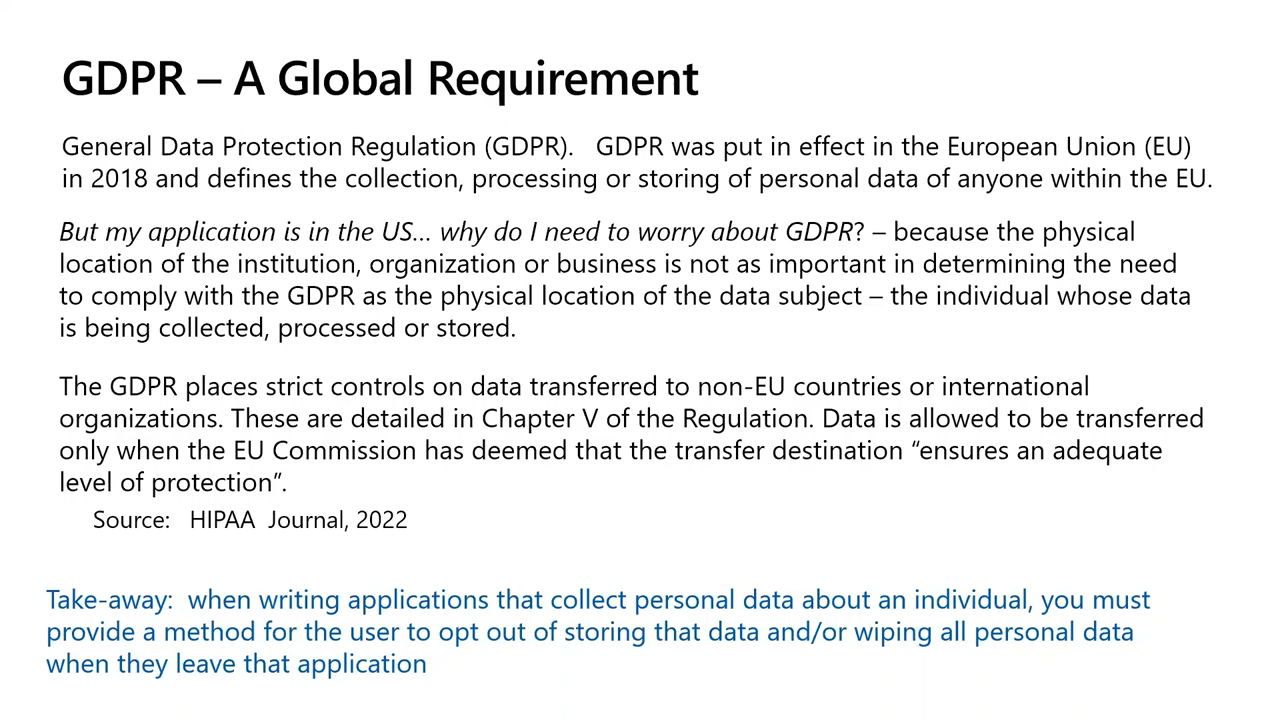 GDPR – A Global Requirement
General Data Protection Regulation (GDPR).   GDPR was put in effect in the European Union (EU)
in 2018 and defines the collection, processing or storing of personal data of anyone within the EU.
But my application is in the US... why do I need to worry about GDPR? – because the physical
location of the institution, organization or business is not as important in determining the need
to comply with the GDPR as the physical location of the data subject – the individual whose data
is being collected, processed or stored.
The GDPR places strict controls on data transferred to non-EU countries or international
organizations. These are detailed in Chapter V of the Regulation. Data is allowed to be transferred
only when the EU Commission has deemed that the transfer destination “ensures an adequate
level of protection”.
Source:   HIPAA  Journal, 2022
Take-away:  when writing applications that collect personal data about an individual, you must
provide a method for the user to opt out of storing that data and/or wiping all personal data
when they leave that application